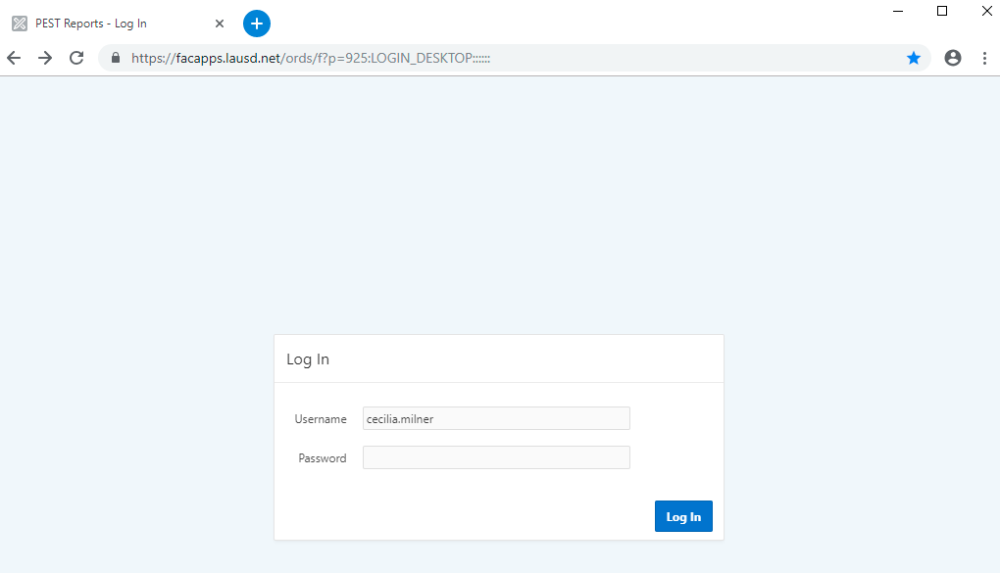 PEST Reports - Log In
https://facapps.lausd.net/ords/f?p=925:LOGIN_DESKTOP::::::
Log In
Username cecilia.milner
Password
Log In